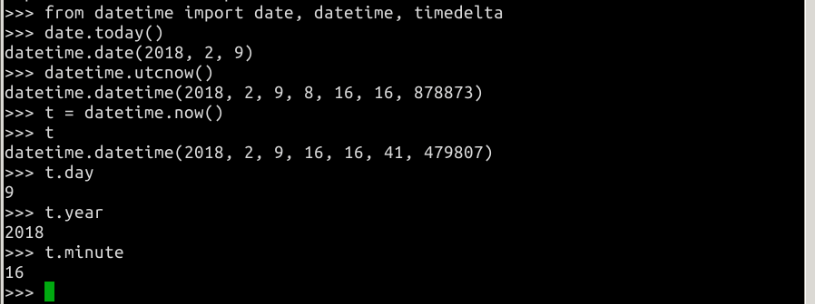 >>> from datetime import date, datetime, timedelta
>>> date.today()
datetime.date(2018, 2, 9)
>>> datetime.utcnow()
datetime.datetime(2018, 2, 9, 8, 16, 16, 878873)
>>> t = datetime.now()
>>> t
datetime.datetime(2018, 2, 9, 16, 16, 41, 479807)
>>> t.day
9
>>> t.year
2018
>>> t.minute
16
>>>